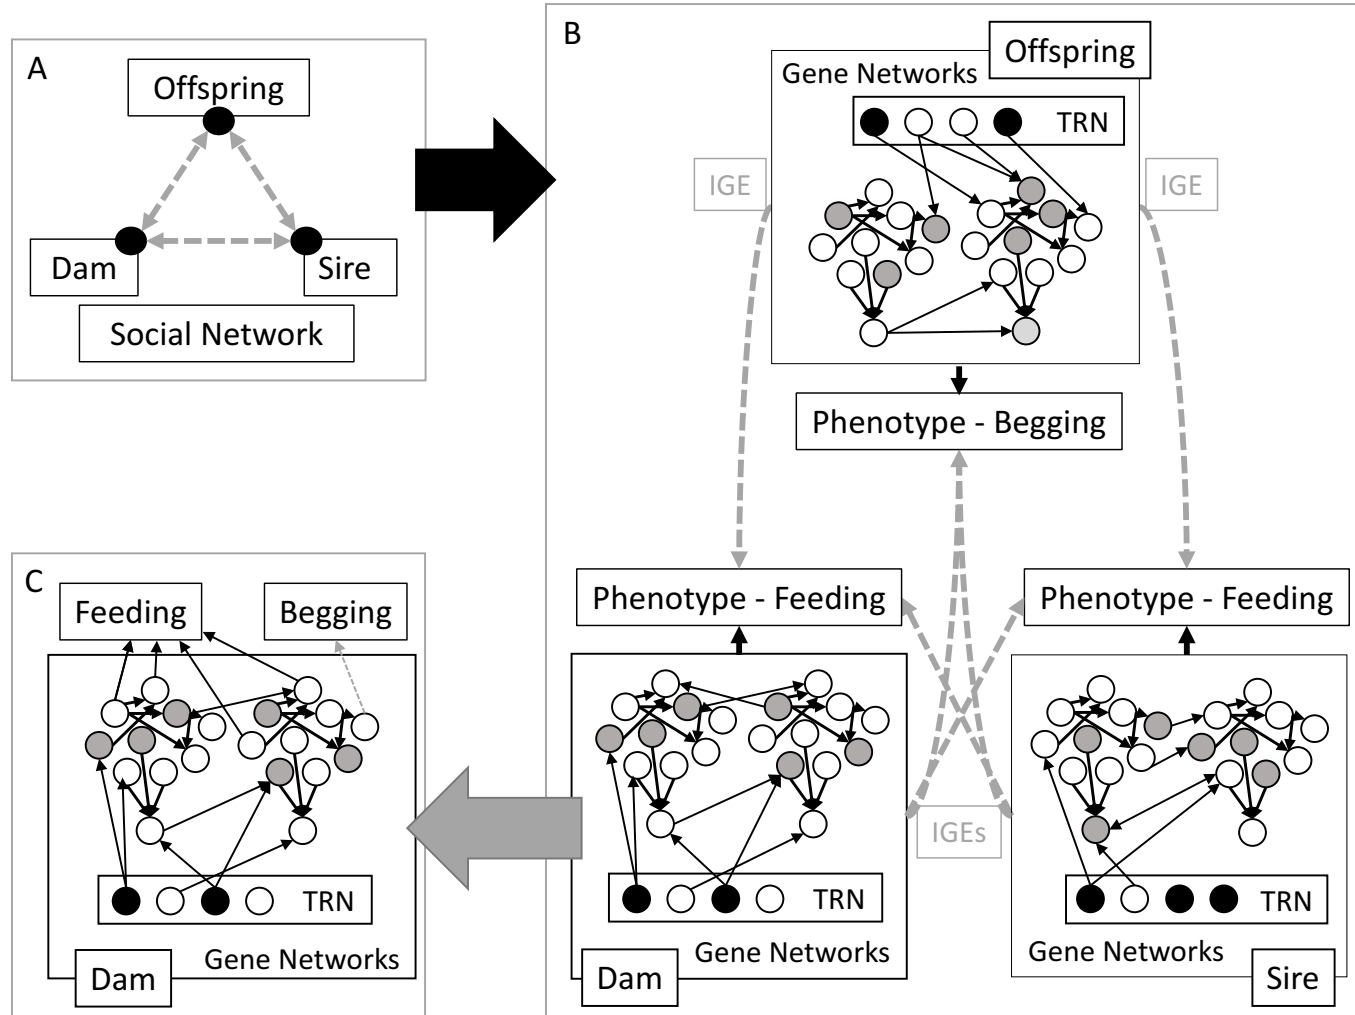 A
Offspring
Dam
Sire
Social Network
B
Offspring
Gene Networks
TRN
IGE
IGE
Phenotype - Begging
Phenotype - Feeding
Phenotype - Feeding
IGEs
TRN
Gene Networks
Dam
TRN
Gene Networks
Sire
C
Feeding
Begging
TRN
Gene Networks
Dam